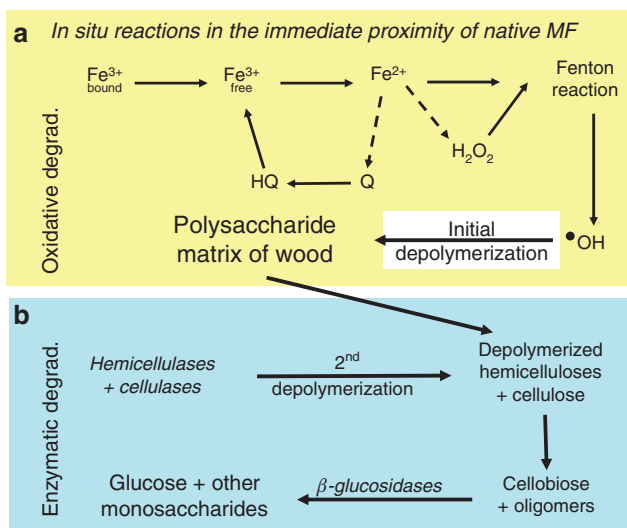 a In situ reactions in the immediate proximity of native MF
Oxidative degrad.
Fe3+
bound
Fe3+
free
Fe2+
Fenton
reaction
H2O2
HQ
Q
Polysaccharide
matrix of wood
Initial
depolymerization
•OH
b
Enzymatic degrad.
Hemicellulases
+ cellulases
2nd
depolymerization
Depolymerized
hemicelluloses
+ cellulose
Glucose + other
monosaccharides
β-glucosidases
Cellobiose
+ oligomers